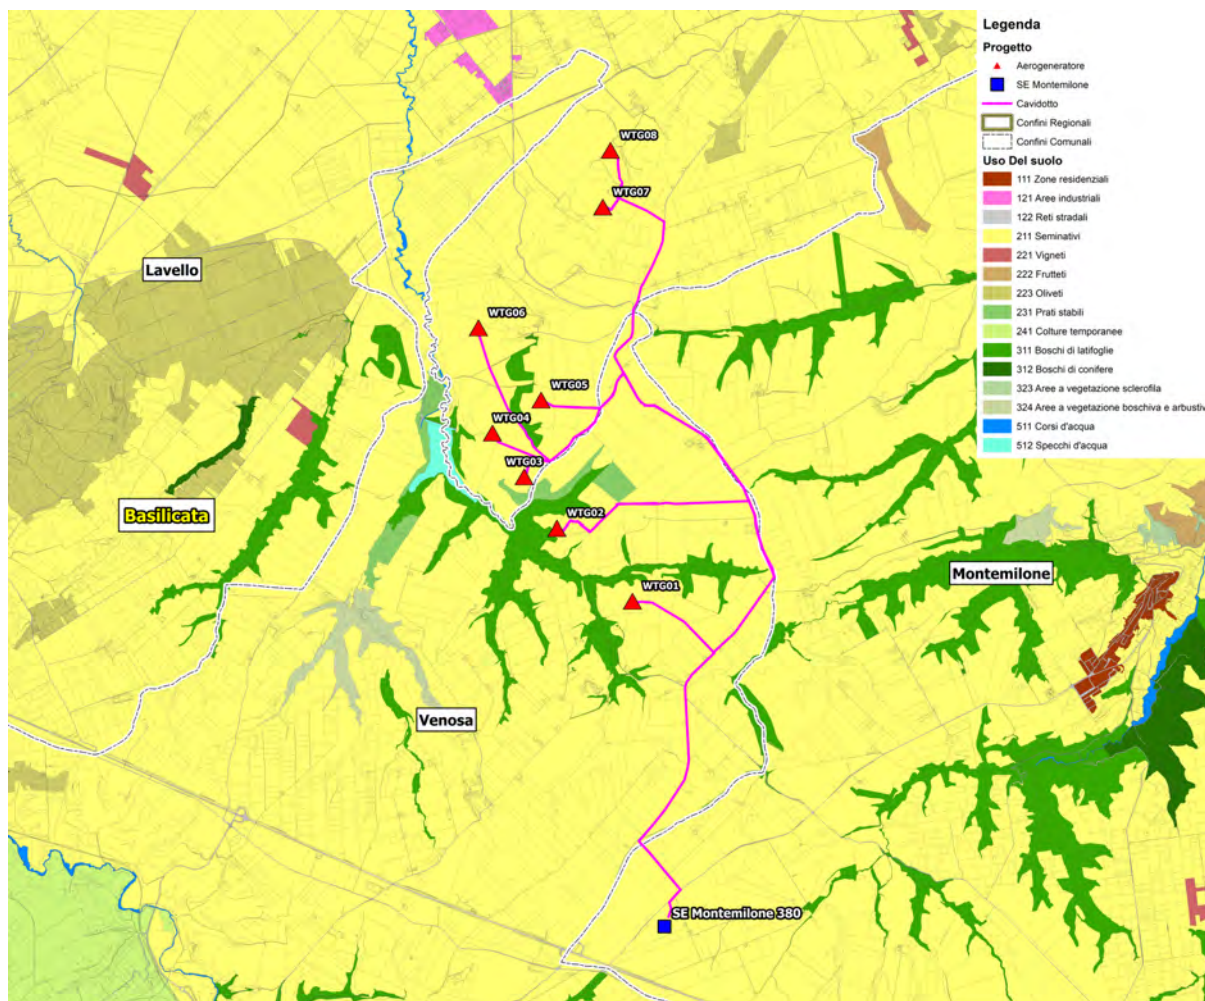 Legenda
Progetto
Aerogeneratore
SE Montemilone
Cavidotto
Confini Regionali
Confini Comunali
Uso Del suolo
111 Zone residenziali
121 Aree industriali
122 Reti stradali
211 Seminativi
221 Vigneti
222 Frutteti
223 Oliveti
231 Prati stabili
241 Colture temporanee
311 Boschi di latifoglie
312 Boschi di conifere
323 Aree a vegetazione sclerofila
324 Aree a vegetazione boschiva e arbustiv
511 Corsi d'acqua
512 Specchi d'acqua
WTG08
WTG07
Lavello
WTG06
WTG05
WTG04
WTG03
Basilicata
WTG02
Montemilone
WTG01
Venosa
SE Montemilone 380